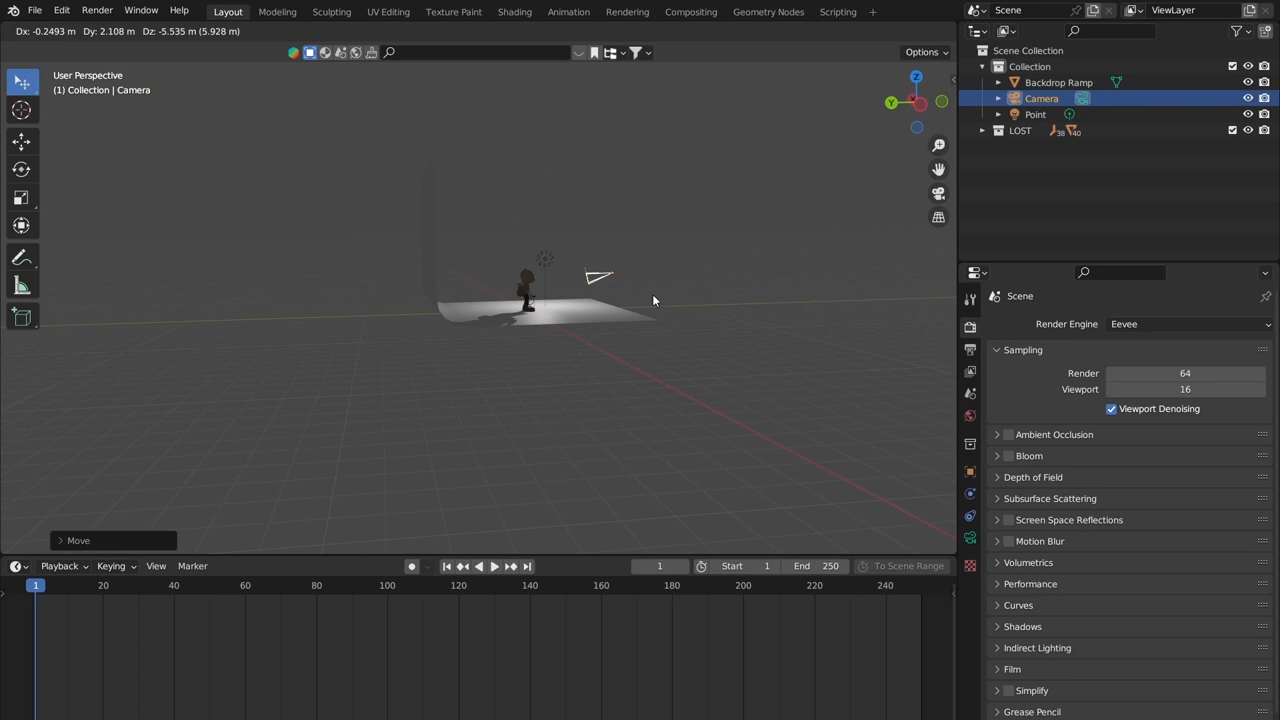 File Edit Render Window Help Layout Modeling Sculpting UV Editing Texture Paint Shading Animation Rendering Compositing Geometry Nodes Scripting + Scene ViewLayer
Dx: -0.2493 m Dy: 2.108 m Dz: -5.535 m (5.928 m)
Options
User Perspective
(1) Collection | Camera
Z
Y
Scene Collection
Collection
Backdrop Ramp
Camera
Point
LOST 38 40
Scene
Render Engine Eevee
Sampling
Render 64
Viewport 16
Viewport Denoising
Ambient Occlusion
Bloom
Depth of Field
Subsurface Scattering
Screen Space Reflections
Motion Blur
Volumetrics
Performance
Curves
Shadows
Indirect Lighting
Film
Simplify
Grease Pencil
Move
Playback Keying View Marker 1 Start 1 End 250 To Scene Range
1 20 40 60 80 100 120 140 160 180 200 220 240